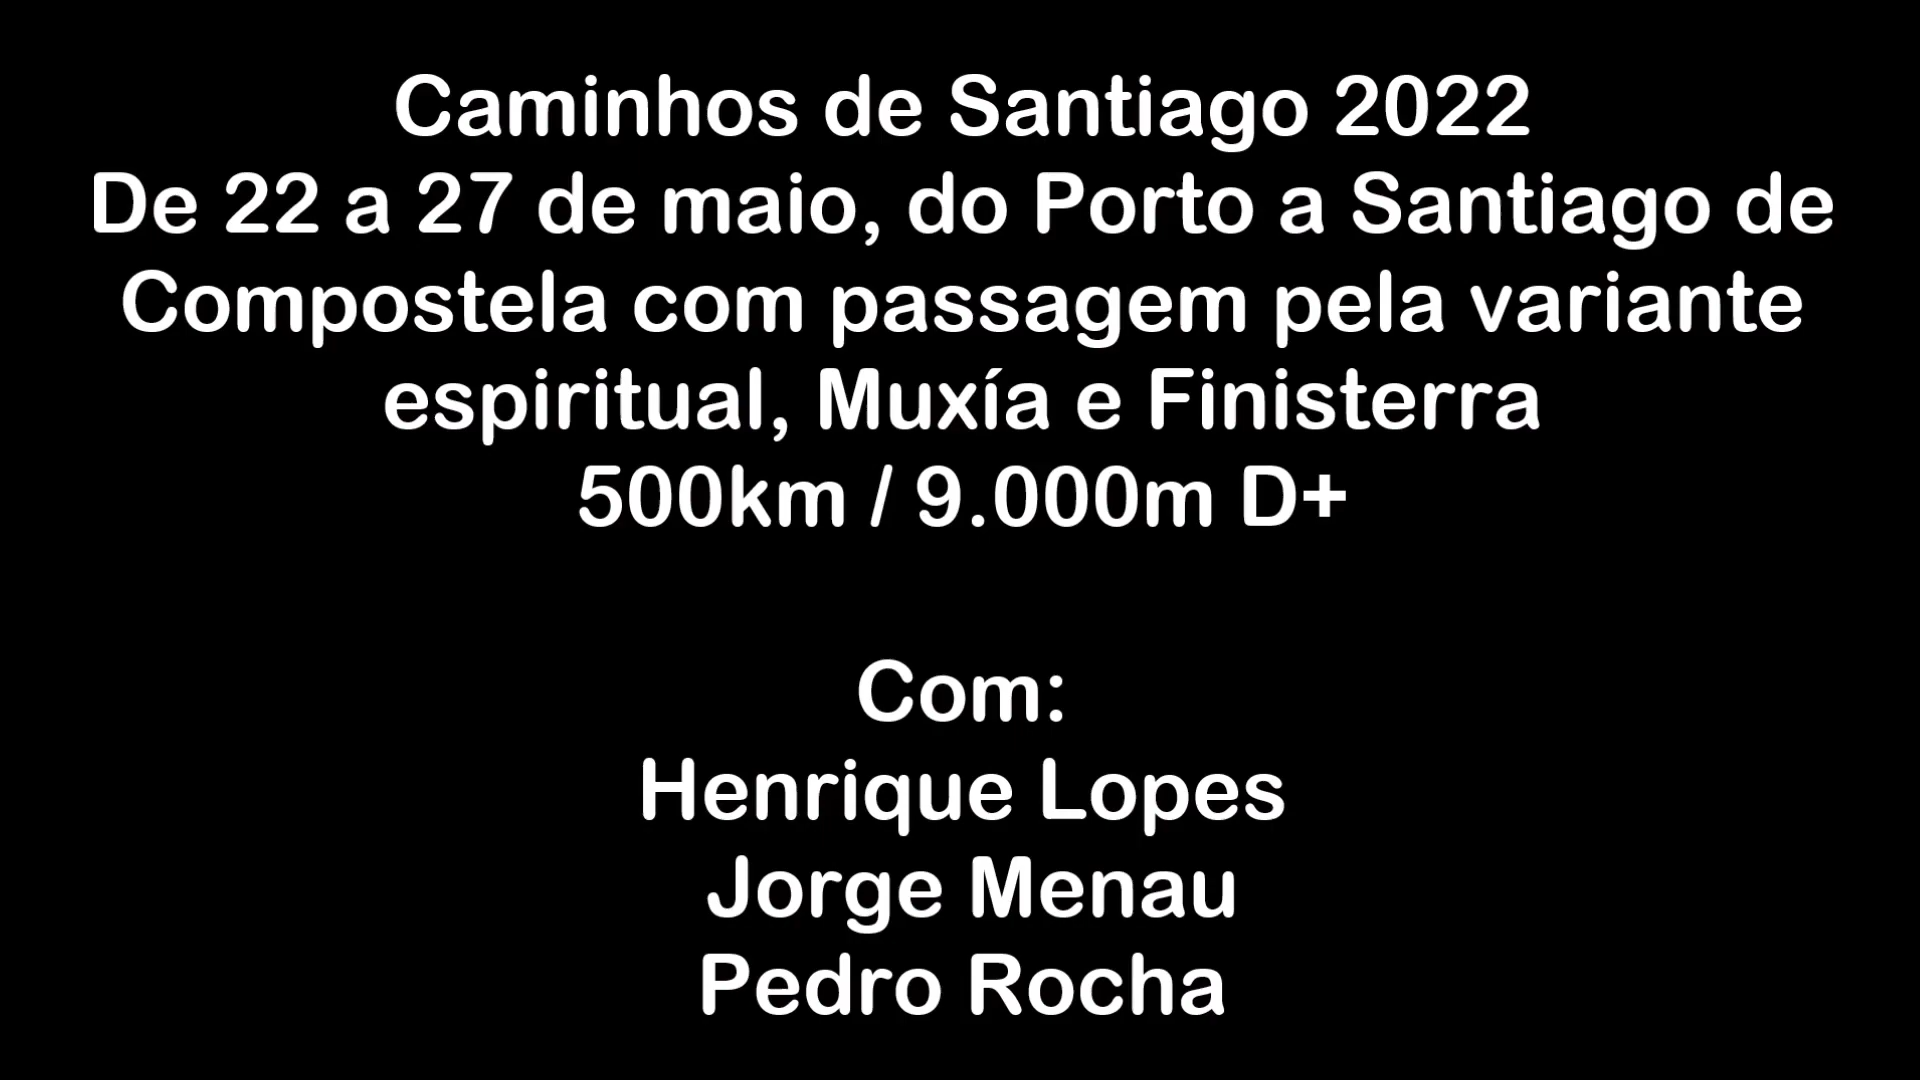 Caminhos de Santiago 2022
De 22 a 27 de maio, do Porto a Santiago de
Compostela com passagem pela variante
espiritual, Muxía e Finisterra
500km / 9.000m D+
Com:
Henrique Lopes
Jorge Menau
Pedro Rocha